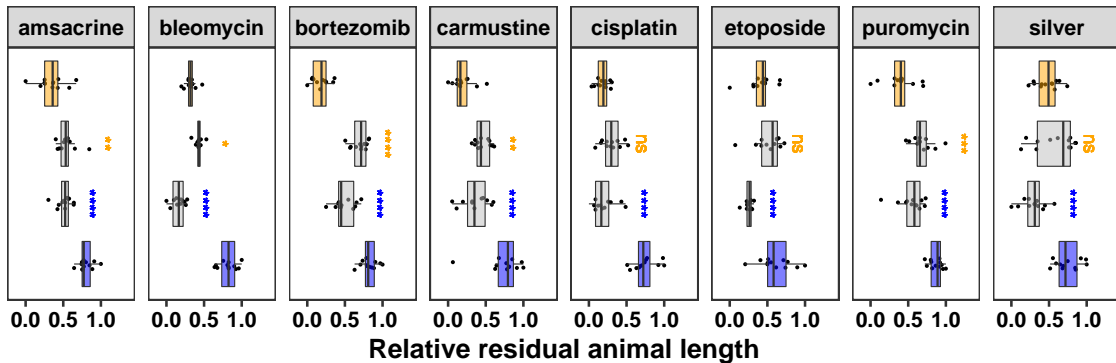 amsacrine bleomycin bortezomib carmustine cisplatin etoposide puromycin silver
** * **** ** ns ns *** ns
**** **** **** **** **** **** **** ****
0.0 0.5 1.0 0.0 0.5 1.0 0.0 0.5 1.0 0.0 0.5 1.0 0.0 0.5 1.0 0.0 0.5 1.0 0.0 0.5 1.0 0.0 0.5 1.0
Relative residual animal length